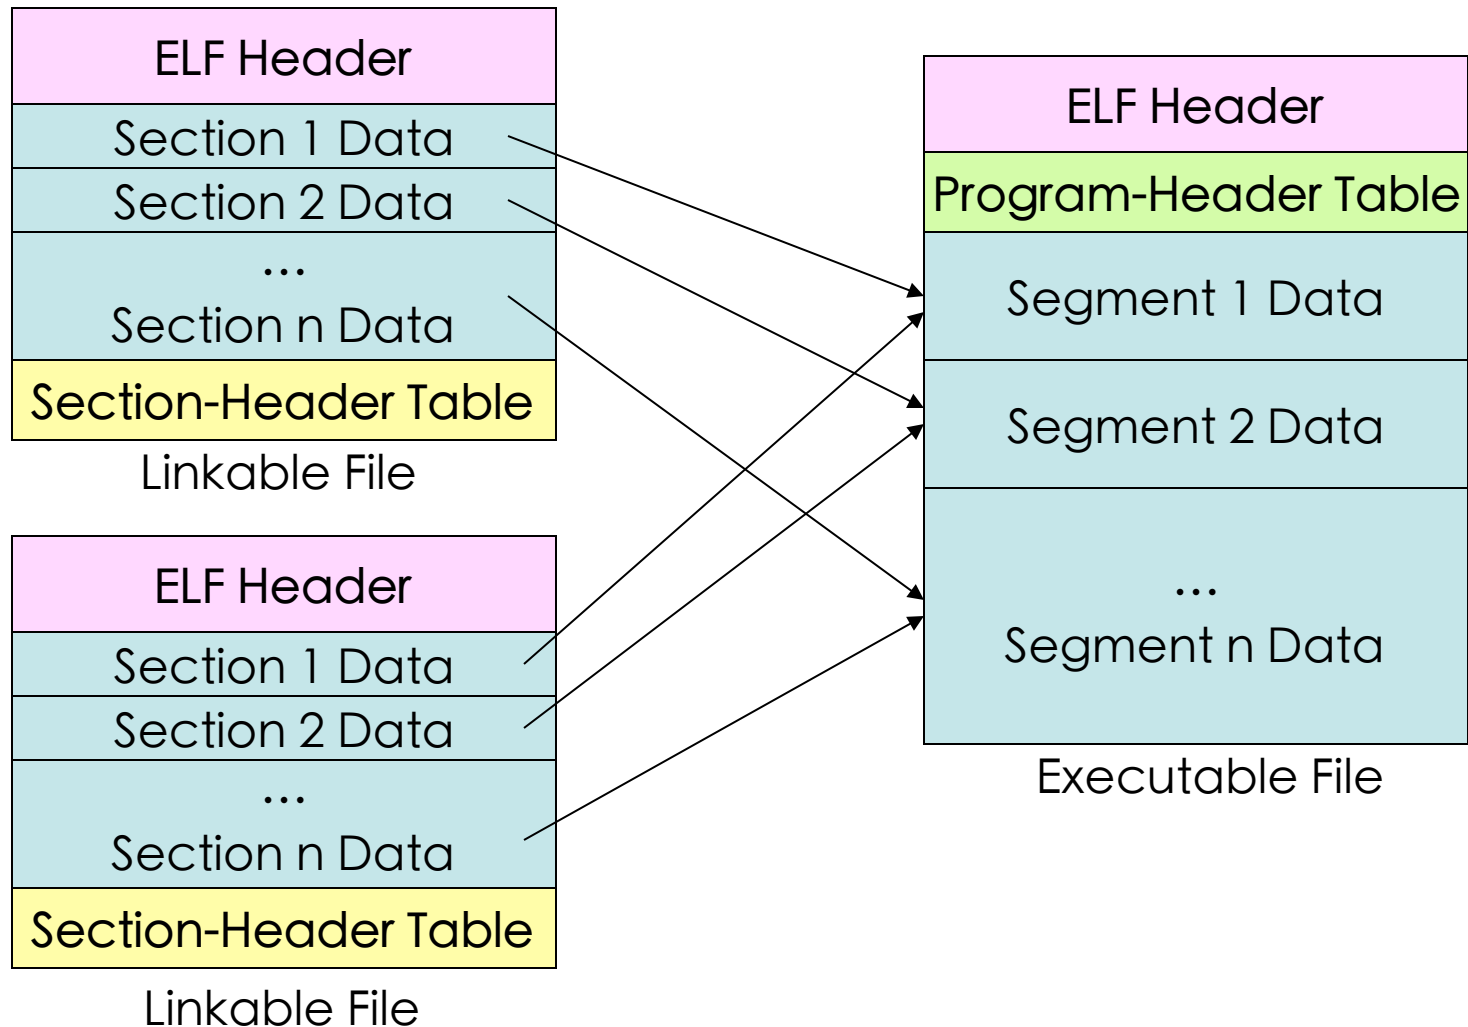 ELF Header
Section 1 Data
Section 2 Data
...
Section n Data
Section-Header Table
Linkable File
ELF Header
Section 1 Data
Section 2 Data
...
Section n Data
Section-Header Table
Linkable File
ELF Header
Program-Header Table
Segment 1 Data
Segment 2 Data
...
Segment n Data
Executable File